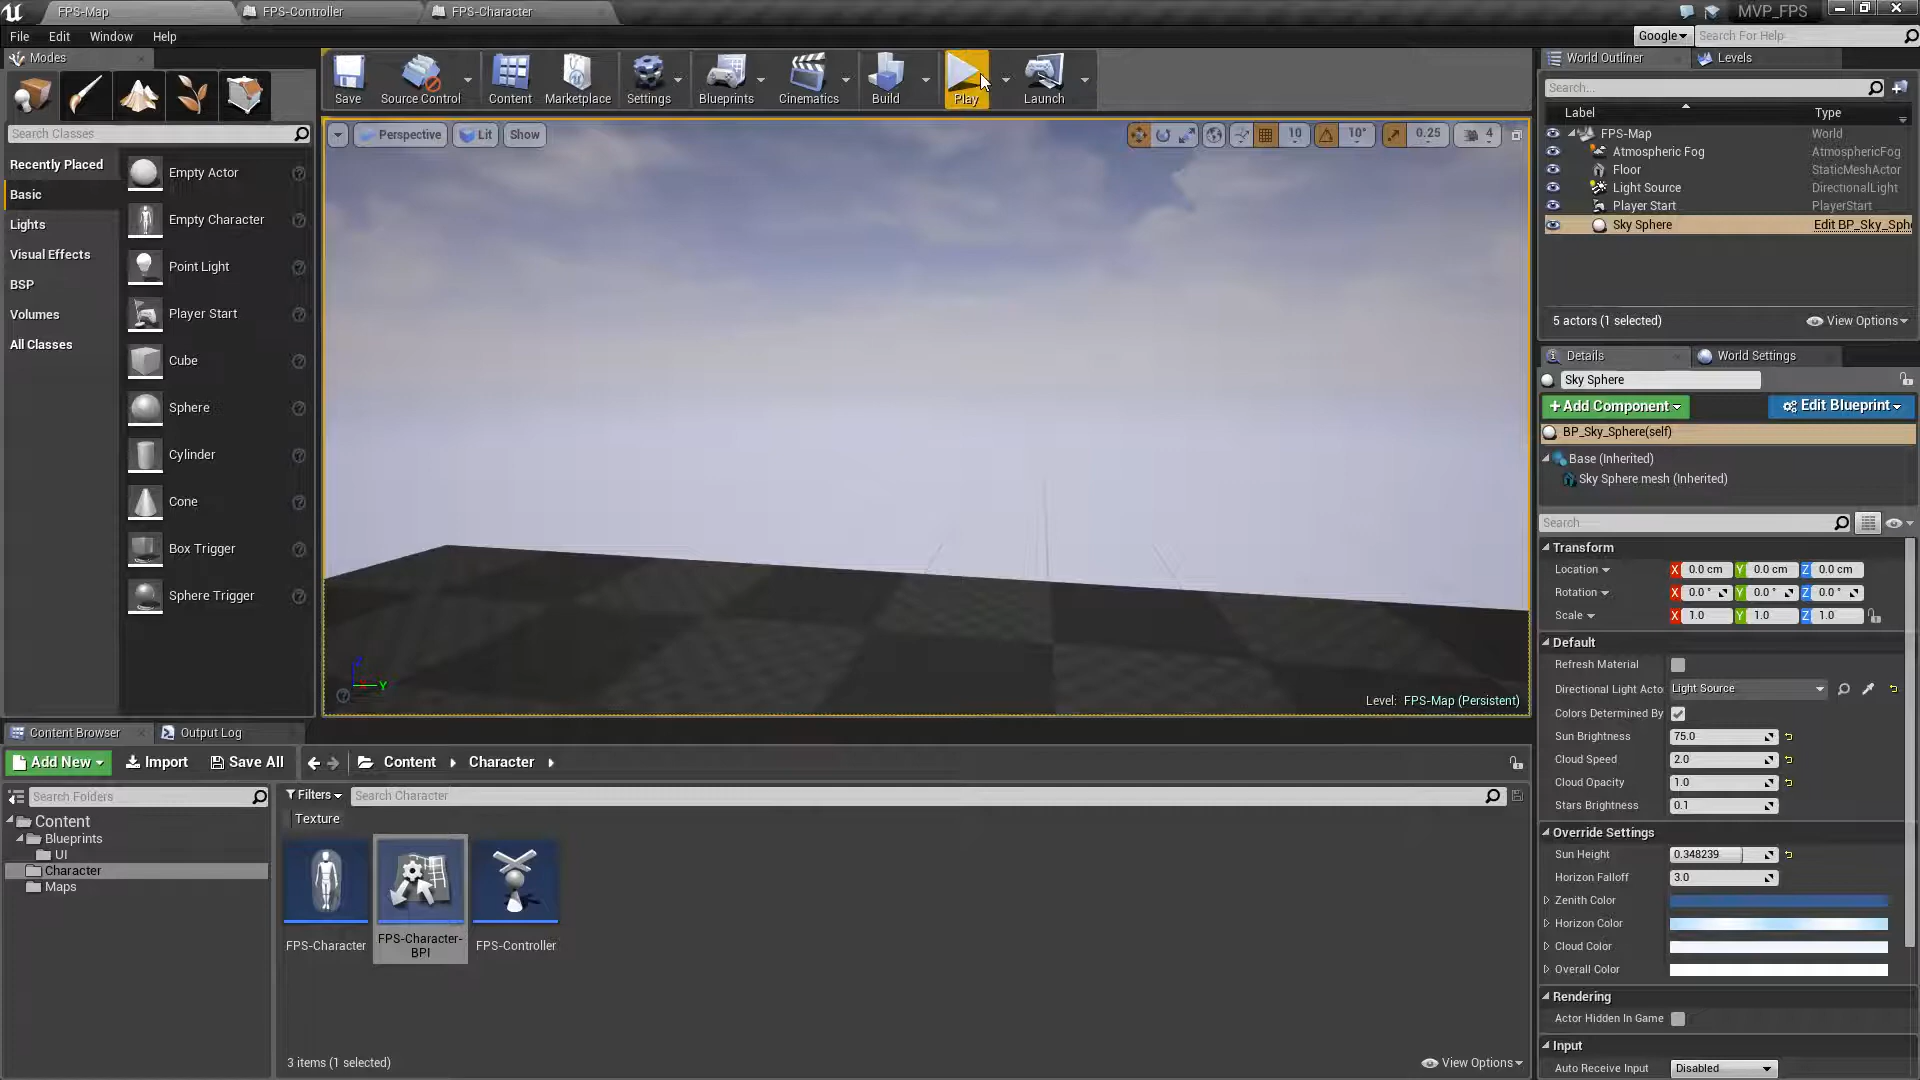 FPS-Map
FPS-Controller
FPS-Character
MVP_FPS
File Edit Window Help
Google
Search For Help
Modes
Search Classes
Recently Placed
Basic
Lights
Visual Effects
BSP
Volumes
All Classes
Empty Actor
Empty Character
Point Light
Player Start
Cube
Sphere
Cylinder
Cone
Box Trigger
Sphere Trigger
Save
Source Control
Content
Marketplace
Settings
Blueprints
Cinematics
Build
Play
Launch
Perspective
Lit
Show
10
10°
0.25
4
Level: FPS-Map (Persistent)
World Outliner
Levels
Search...
Label Type
FPS-Map World
Atmospheric Fog AtmosphericFog
Floor StaticMeshActor
Light Source DirectionalLight
Player Start PlayerStart
Sky Sphere Edit BP_Sky_Sph
5 actors (1 selected)
View Options
Details
World Settings
Sky Sphere
+Add Component
Edit Blueprint
BP_Sky_Sphere(self)
Base (Inherited)
Sky Sphere mesh (Inherited)
Search
Transform
Location X 0.0 cm Y 0.0 cm Z 0.0 cm
Rotation X 0.0 ° Y 0.0 ° Z 0.0 °
Scale X 1.0 Y 1.0 Z 1.0
Default
Refresh Material
Directional Light Acto Light Source
Colors Determined By
Sun Brightness 75.0
Cloud Speed 2.0
Cloud Opacity 1.0
Stars Brightness 0.1
Override Settings
Sun Height 0.348239
Horizon Falloff 3.0
Zenith Color
Horizon Color
Cloud Color
Overall Color
Rendering
Actor Hidden In Game
Input
Auto Receive Input Disabled
Content Browser
Output Log
Add New
Import
Save All
Content
Character
Search Folders
Content
Blueprints
UI
Character
Maps
Filters
Search Character
Texture
FPS-Character
FPS-Character-
BPI
FPS-Controller
3 items (1 selected)
View Options